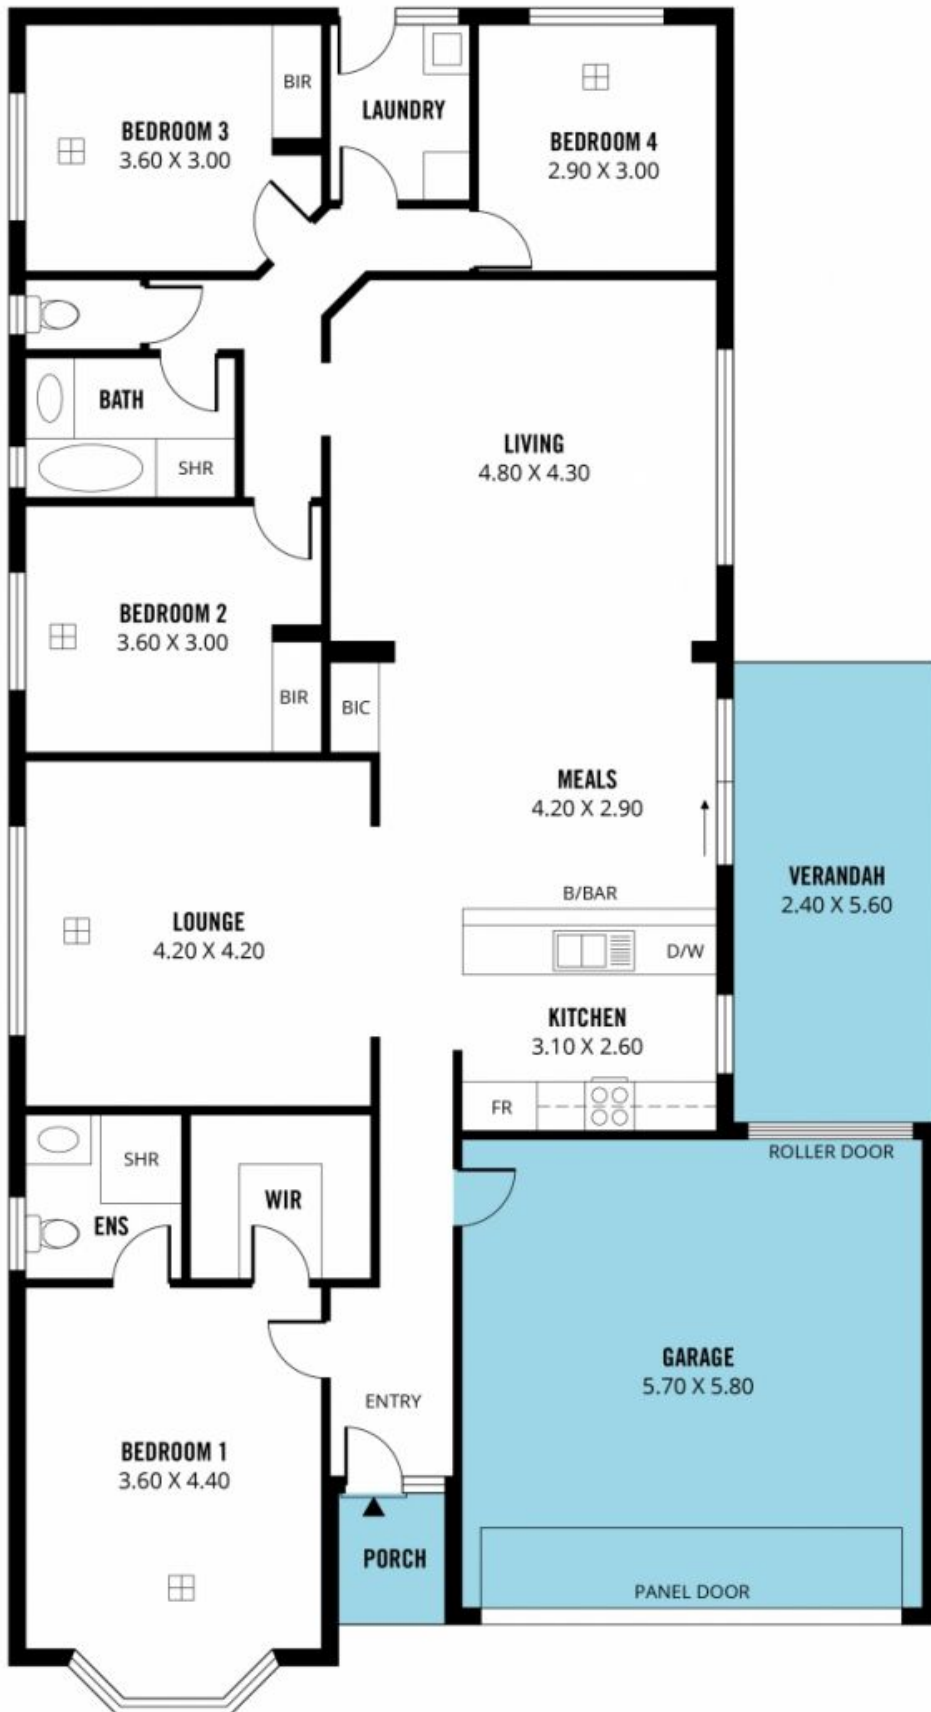 BIR
LAUNDRY
BEDROOM 3
3.60 X 3.00
BEDROOM 4
2.90 X 3.00
BATH
SHR
LIVING
4.80 X 4.30
BEDROOM 2
3.60 X 3.00
BIR
BIC
MEALS
4.20 X 2.90
B/BAR
VERANDAH
2.40 X 5.60
LOUNGE
4.20 X 4.20
D/W
KITCHEN
3.10 X 2.60
FR
SHR
ENS
WIR
ROLLER DOOR
GARAGE
5.70 X 5.80
ENTRY
BEDROOM 1
3.60 X 4.40
PORCH
PANEL DOOR